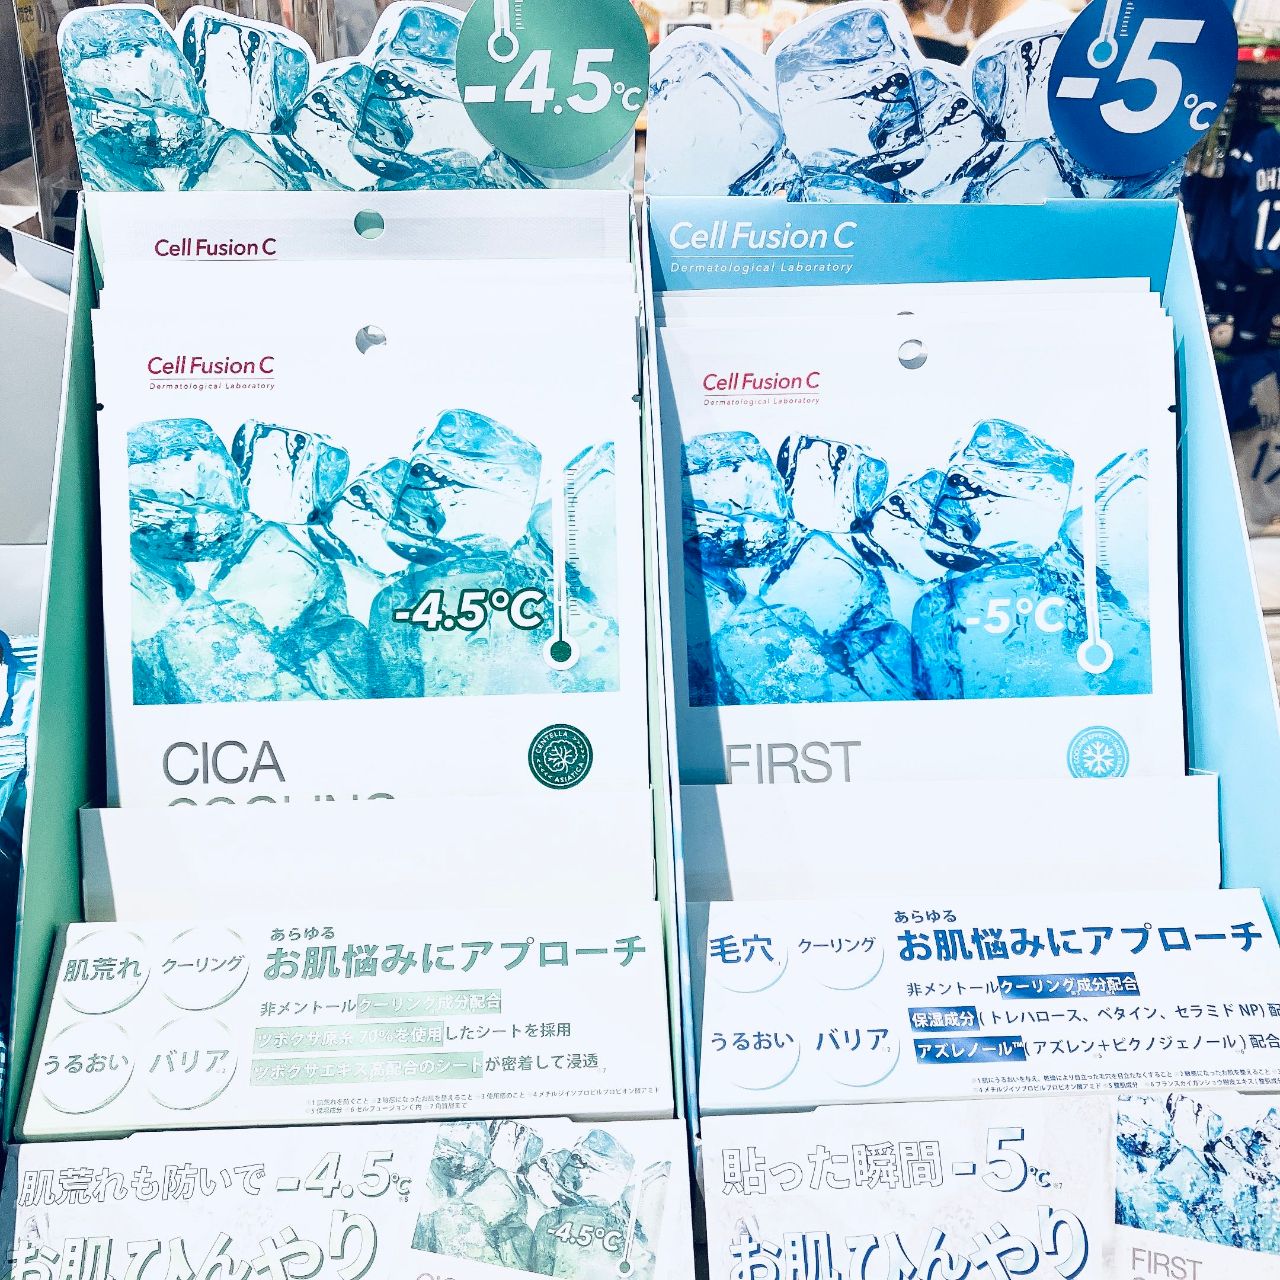 -4.5℃
-5℃
Cell Fusion C
Cell Fusion C
Dermatological Laboratory
Cell Fusion C
Dermatological Laboratory
-4.5℃
CICA
COOLING
CENTELLA
ASIATICA
Cell Fusion C
Dermatological Laboratory
-5℃
FIRST
肌荒れ
クーリング
うるおい
バリア
あらゆる
お肌悩みにアプローチ
非メントールクーリング成分配合
ツボクサ原糸 70%を使用したシートを採用
ツボクサエキス高配合のシートが密着して浸透
毛穴
クーリング
うるおい
バリア
あらゆる
お肌悩みにアプローチ
非メントールクーリング成分配合
保湿成分(トレハロース、ベタイン、セラミドNP)配
アズレノール™(アズレン+ピクノジェノール)配合
肌荒れも防いで -4.5℃
お肌ひんやり
-4.5℃
貼った瞬間 -5℃
お肌ひんやり
FIRST
17
17